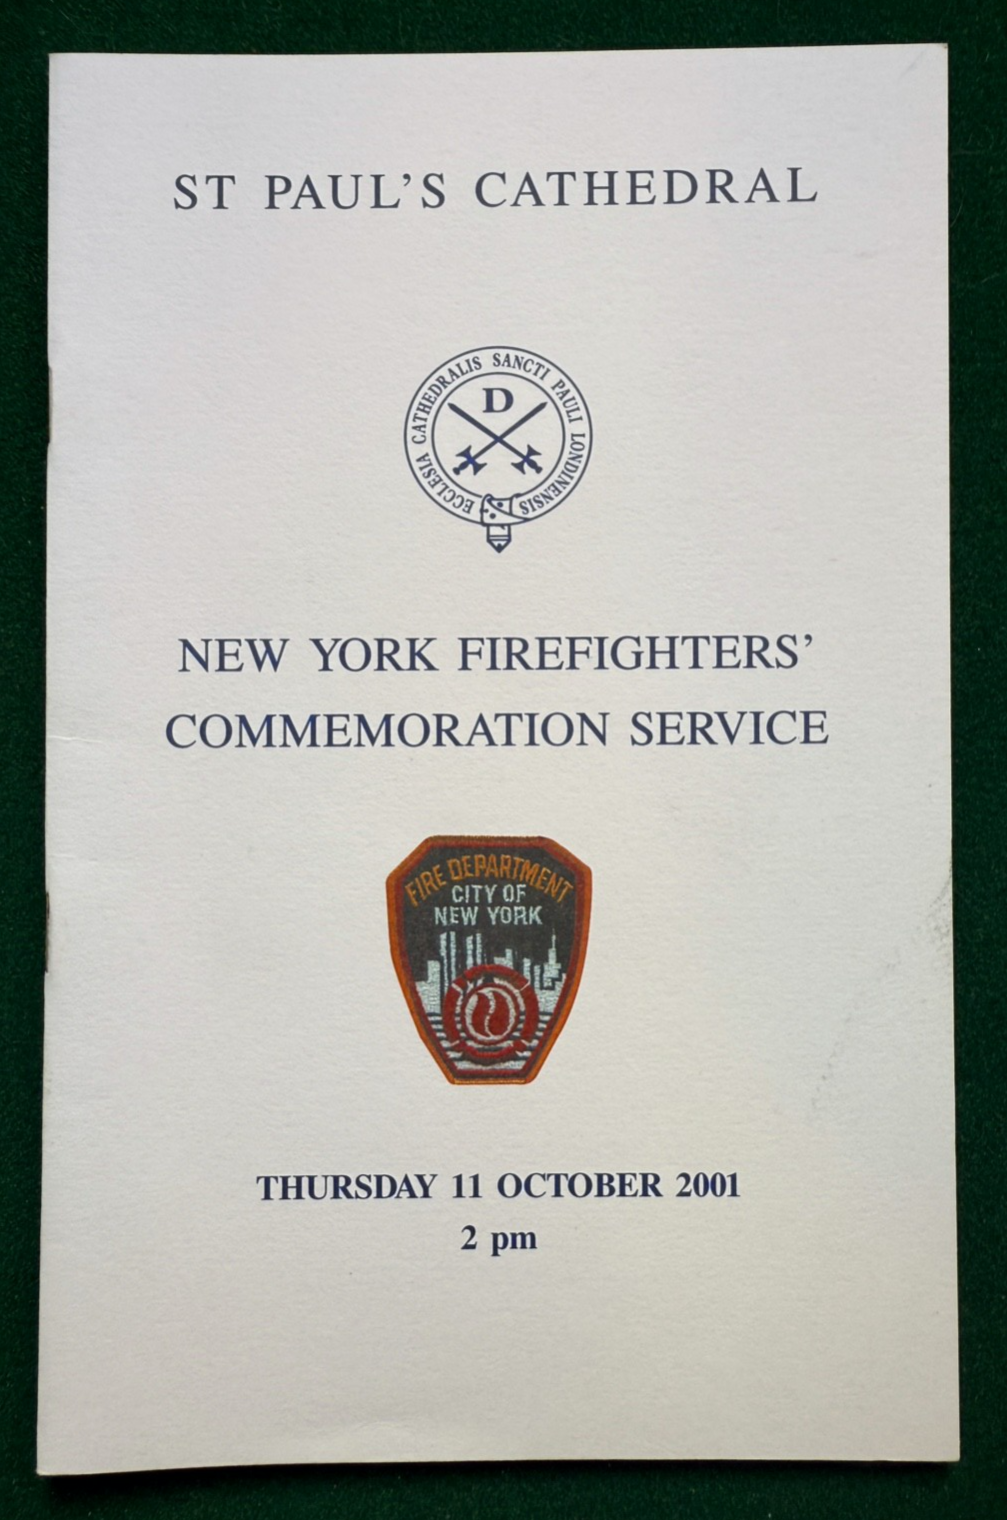 ST PAUL'S CATHEDRAL
ECCLESIA CATHEDRALIS SANCTI PAULI LONDINENSIS
D
NEW YORK FIREFIGHTERS'
COMMEMORATION SERVICE
FIRE DEPARTMENT
CITY OF
NEW YORK
THURSDAY 11 OCTOBER 2001
2 pm